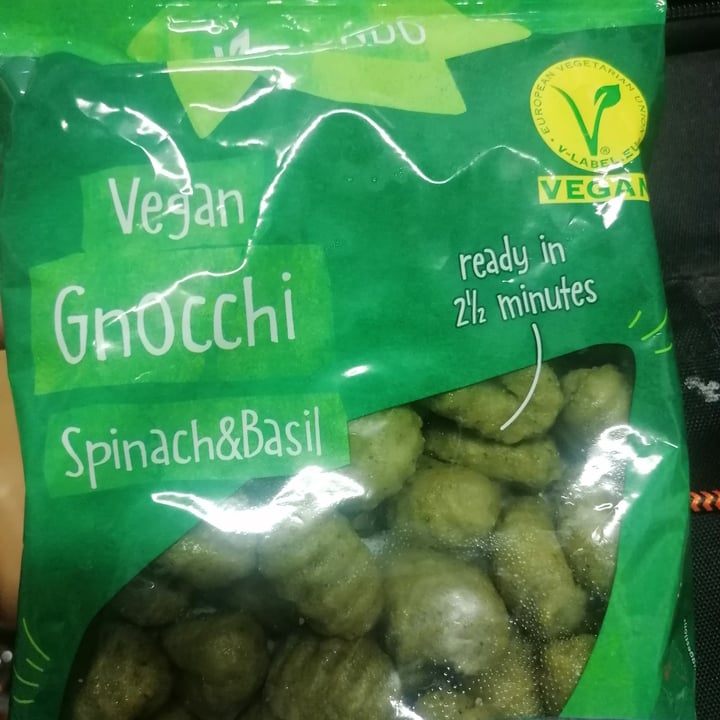 EUROPEAN VEGETARIAN UNION
V-LABEL.EU
VEGAN
Vegan
Gnocchi
Spinach&Basil
ready in
2½ minutes